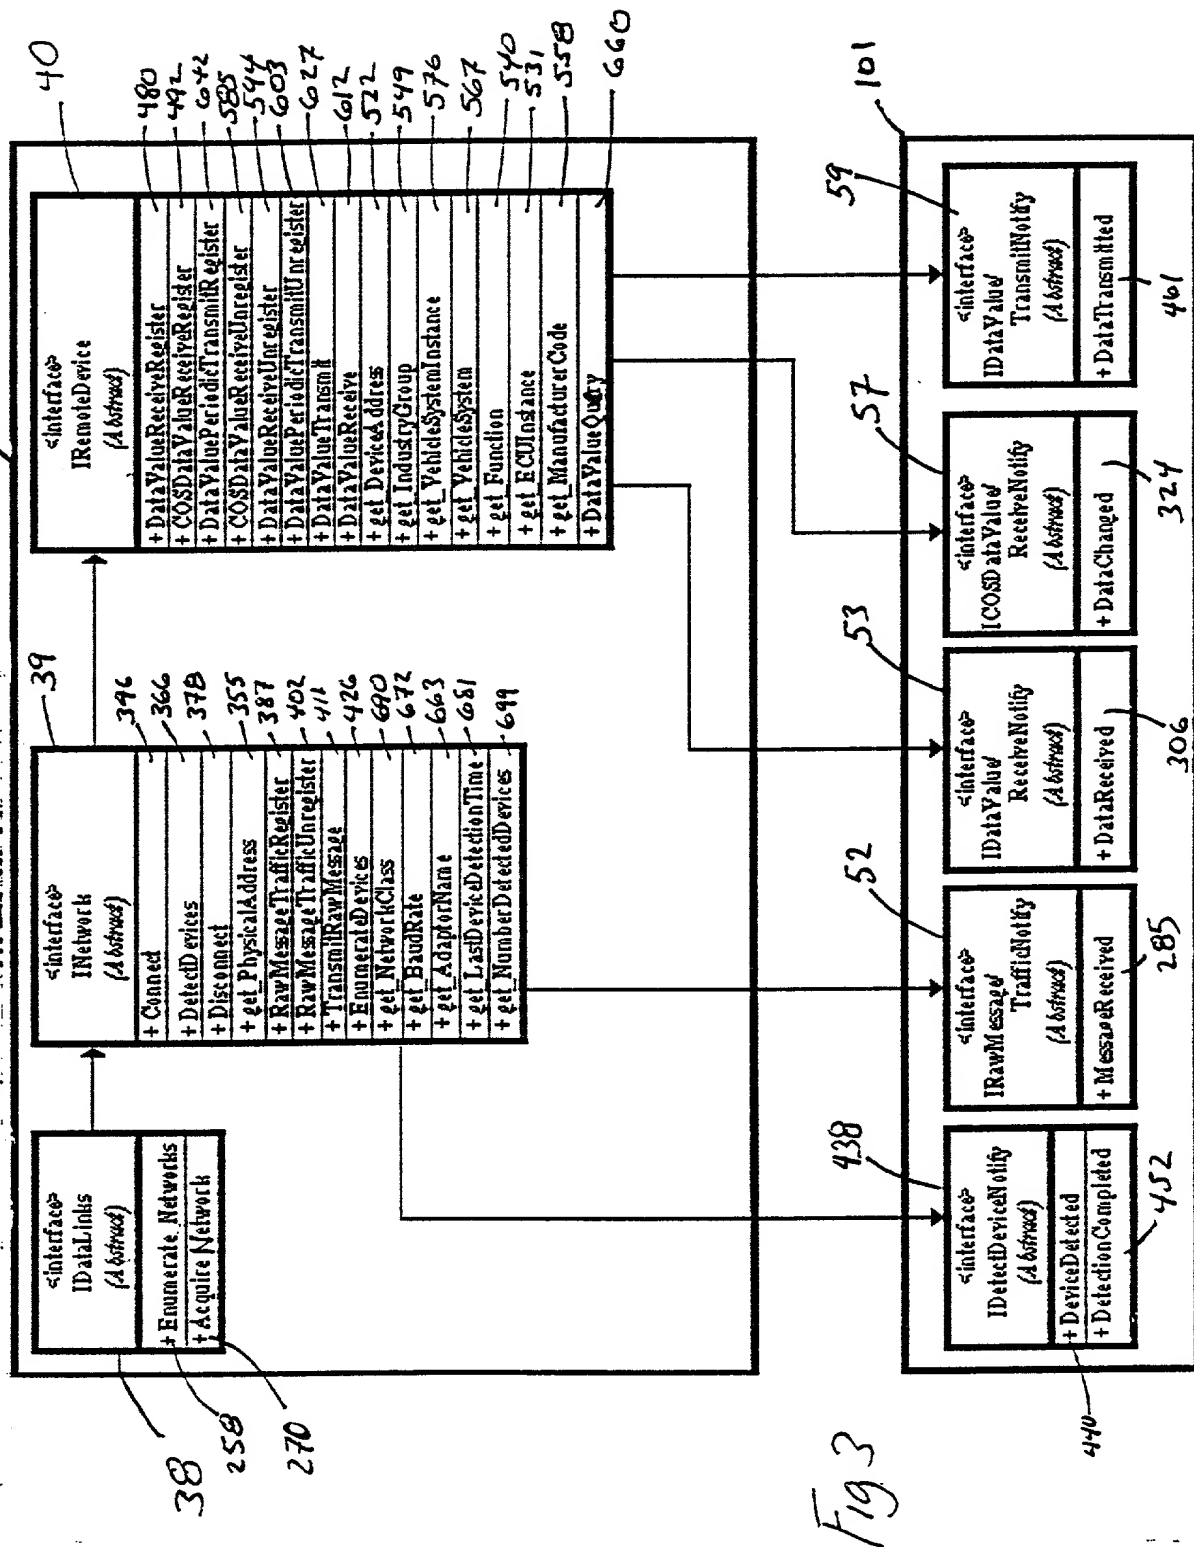 <interface>
IDataLinks
(Abstract)
+ Enumerate Networks
+ Acquire Network
38
258
270
<interface>
INetwork
(Abstract)
39
+ Connect 396
+ DetectDevices 366
+ Disconnect 378
+ get_PhysicalAddress 355
+ RawMessageTrafficRegister 387
+ RawMessageTrafficUnregister 402
+ TransmitRawMessage 411
+ EnumerateDevices 426
+ get_NetworkClass 690
+ get_BaudRate 672
+ get_AdaptorName 663
+ get_LastDeviceDetectionTime 681
+ get_NumberDetectedDevices 699
<interface>
IRemoteDevice
(Abstract)
40
+ DataValueReceiveRegister 480
+ COSDataValueReceiveRegister 492
+ DataValuePeriodicTransmitRegister 642
+ COSDataValueReceiveUnregister 585
+ DataValueReceiveUnregister 594
+ DataValuePeriodicTransmitUnregister 603
+ DataValueTransmit 627
+ DataValueReceive 612
+ get_DeviceAddress 522
+ get_IndustryGroup 549
+ get_VehicleSystemInstance 576
+ get_VehicleSystem 567
+ get_Function 540
+ get_ECUInstance 531
+ get_ManufacturerCode 558
+ DataValueQuery 660
101
438
<interface>
IDetectDeviceNotify
(Abstract)
+ DeviceDetected
+ DetectionCompleted
440
452
52
<interface>
IRawMessage/
TrafficNotify
(Abstract)
+ MessageReceived
285
53
<interface>
IDataValue/
ReceiveNotify
(Abstract)
+ DataReceived
306
57
<interface>
ICOSDataValue/
ReceiveNotify
(Abstract)
+ DataChanged
324
59
<interface>
IDataValue/
TransmitNotify
(Abstract)
+ DataTransmitted
461
Fig 3